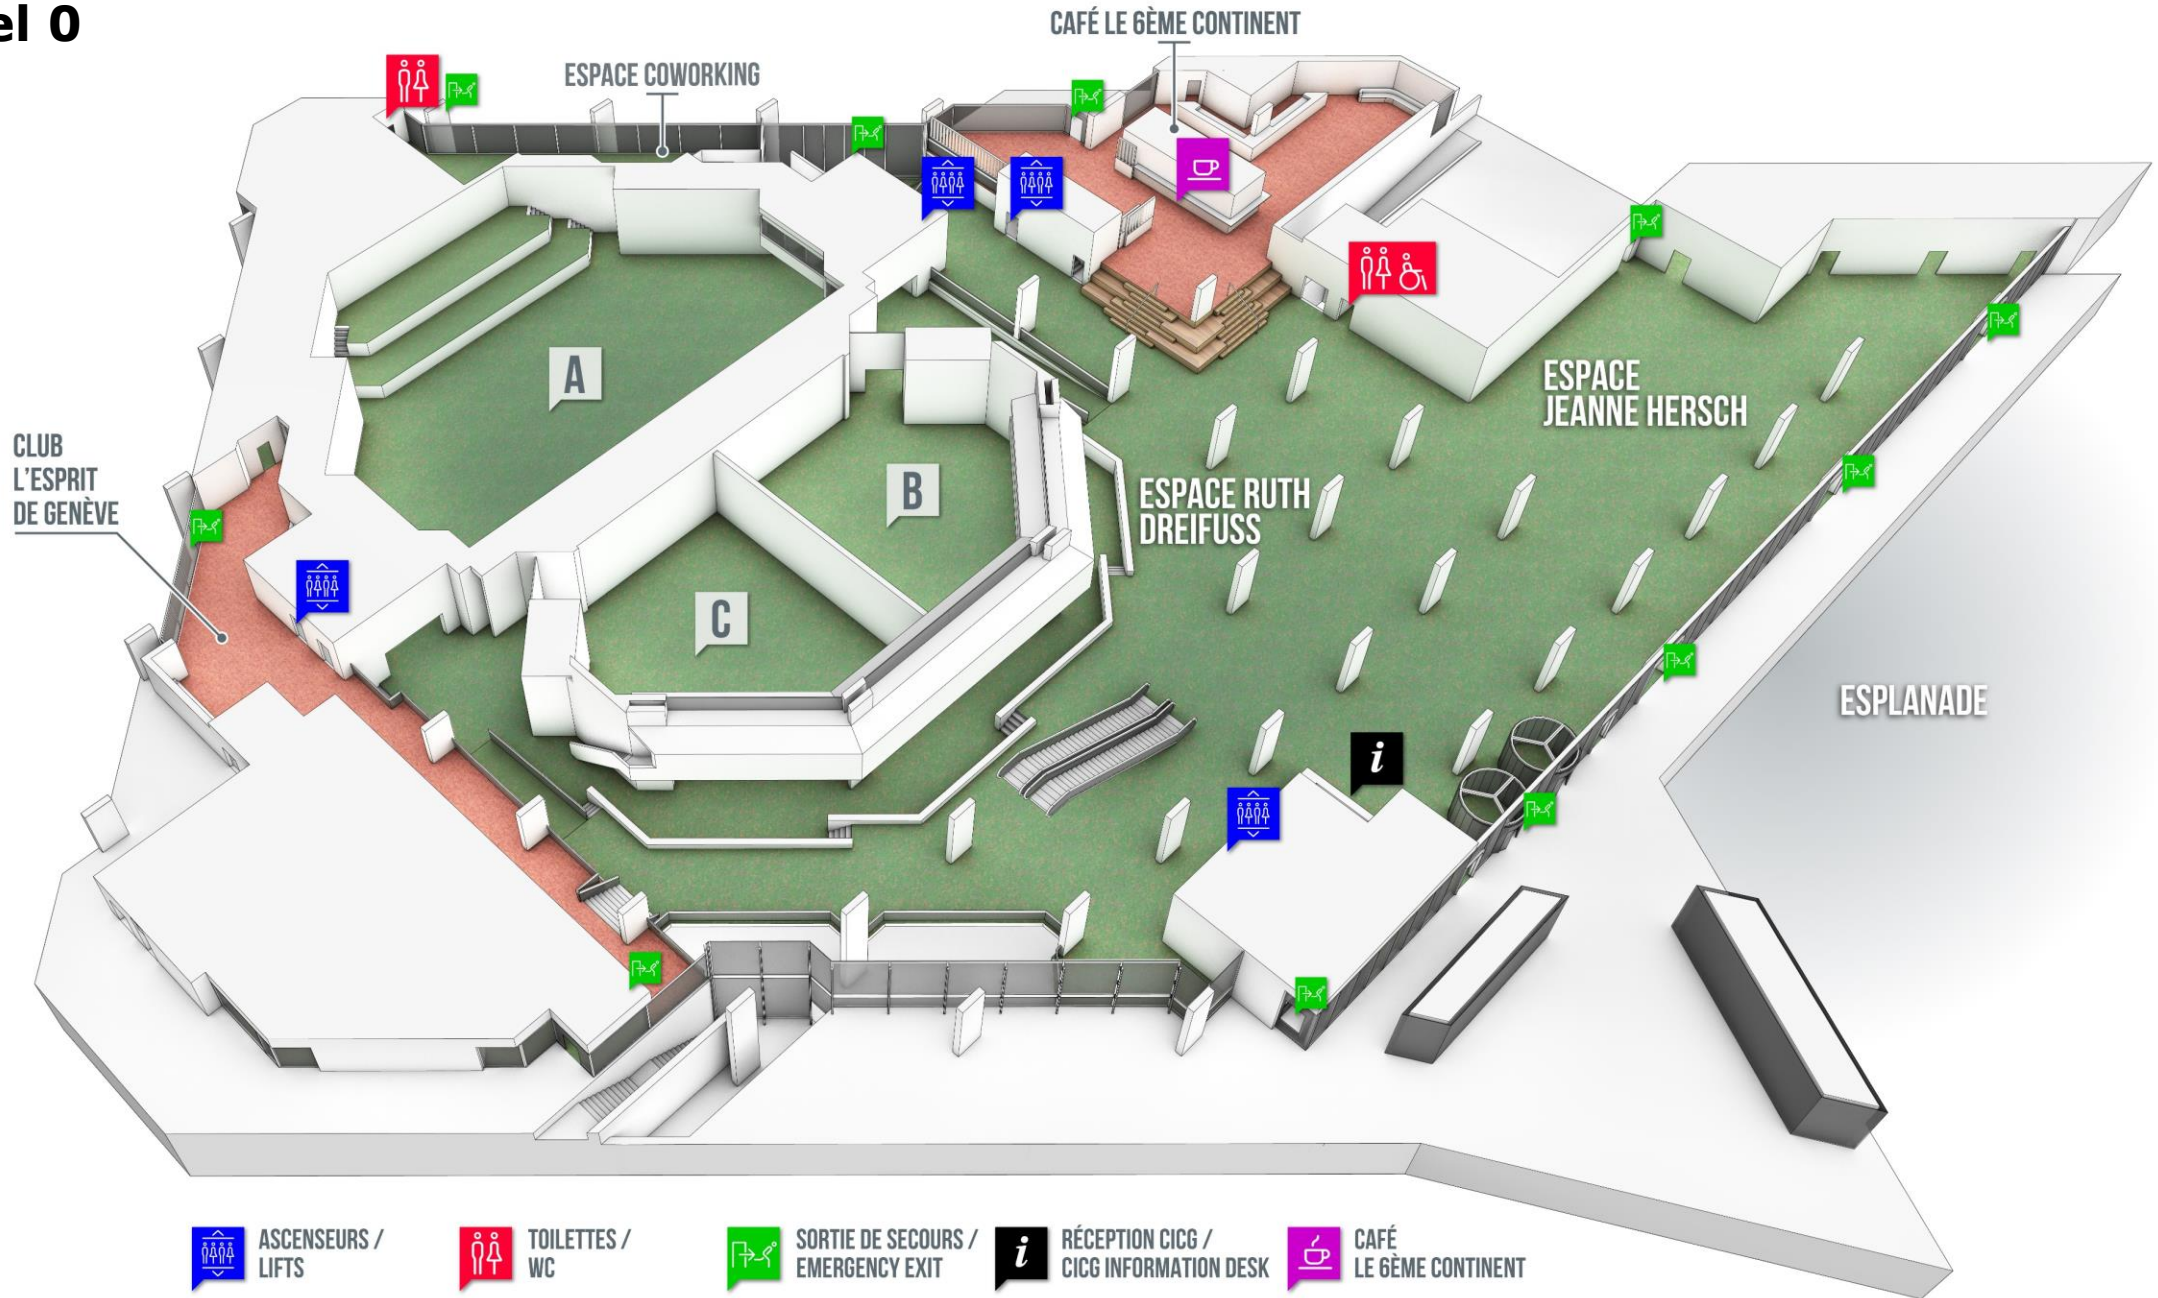 el 0
CAFÉ LE 6ÈME CONTINENT
ESPACE COWORKING
CLUB
L'ESPRIT
DE GENÈVE
A
B
C
ESPACE
JEANNE HERSCH
ESPACE RUTH
DREIFUSS
i
ESPLANADE
ASCENSEURS /
LIFTS
TOILETTES /
WC
SORTIE DE SECOURS /
EMERGENCY EXIT
i
RÉCEPTION CICG /
CICG INFORMATION DESK
CAFÉ
LE 6ÈME CONTINENT